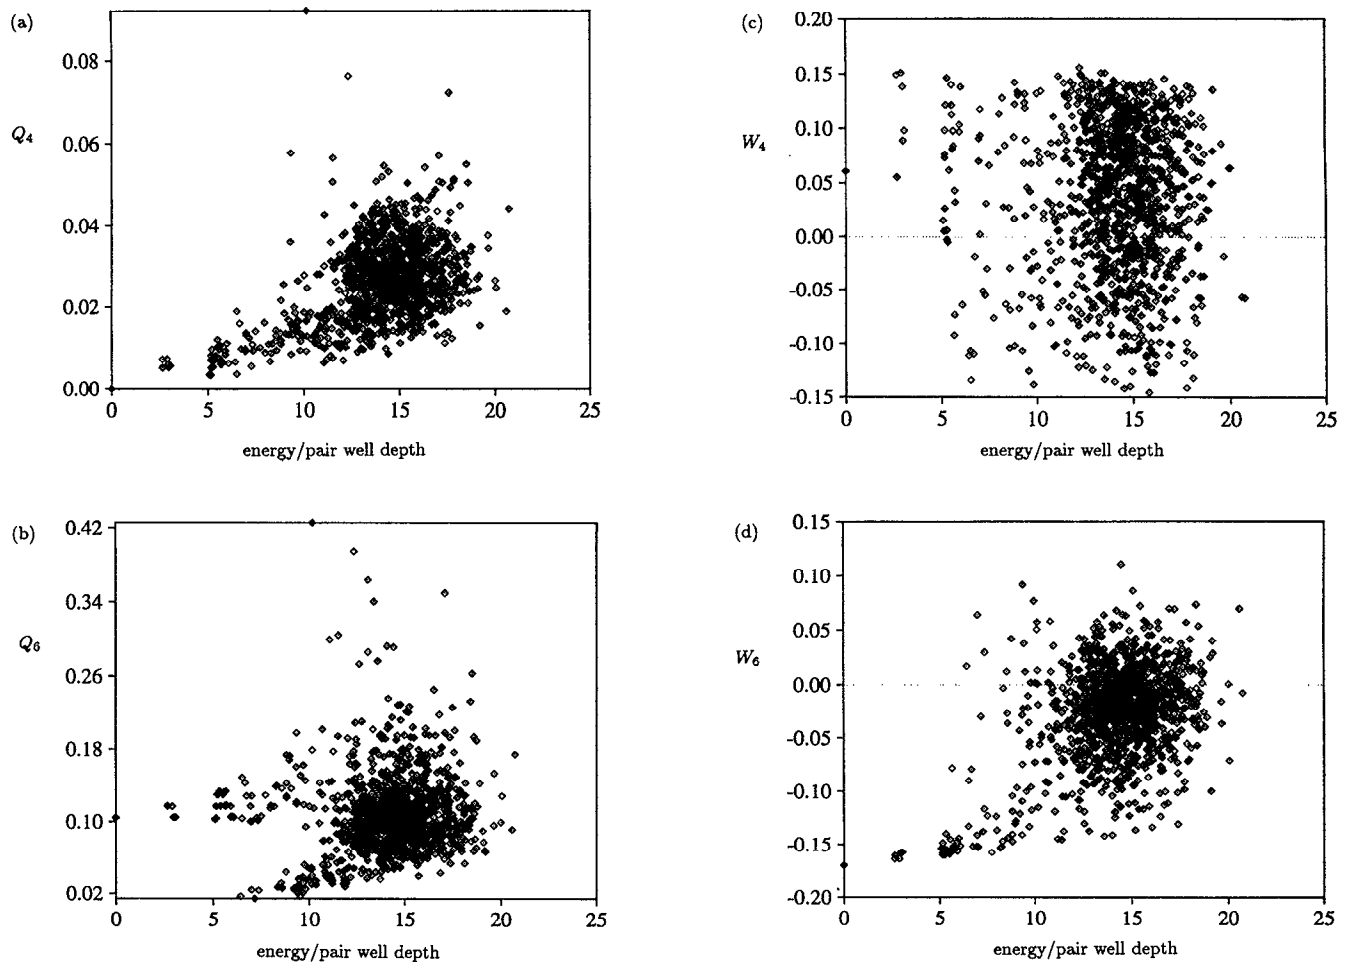 (a)
0.08
0.06
Q4
0.04
0.02
0.00
0 5 10 15 20 25
energy/pair well depth
(c)
0.20
0.15
0.10
W4
0.05
0.00
-0.05
-0.10
-0.15
0 5 10 15 20 25
energy/pair well depth
(b)
0.42
0.34
Q6
0.26
0.18
0.10
0.02
0 5 10 15 20 25
energy/pair well depth
(d)
0.15
0.10
0.05
W6
0.00
-0.05
-0.10
-0.15
-0.20
0 5 10 15 20 25
energy/pair well depth